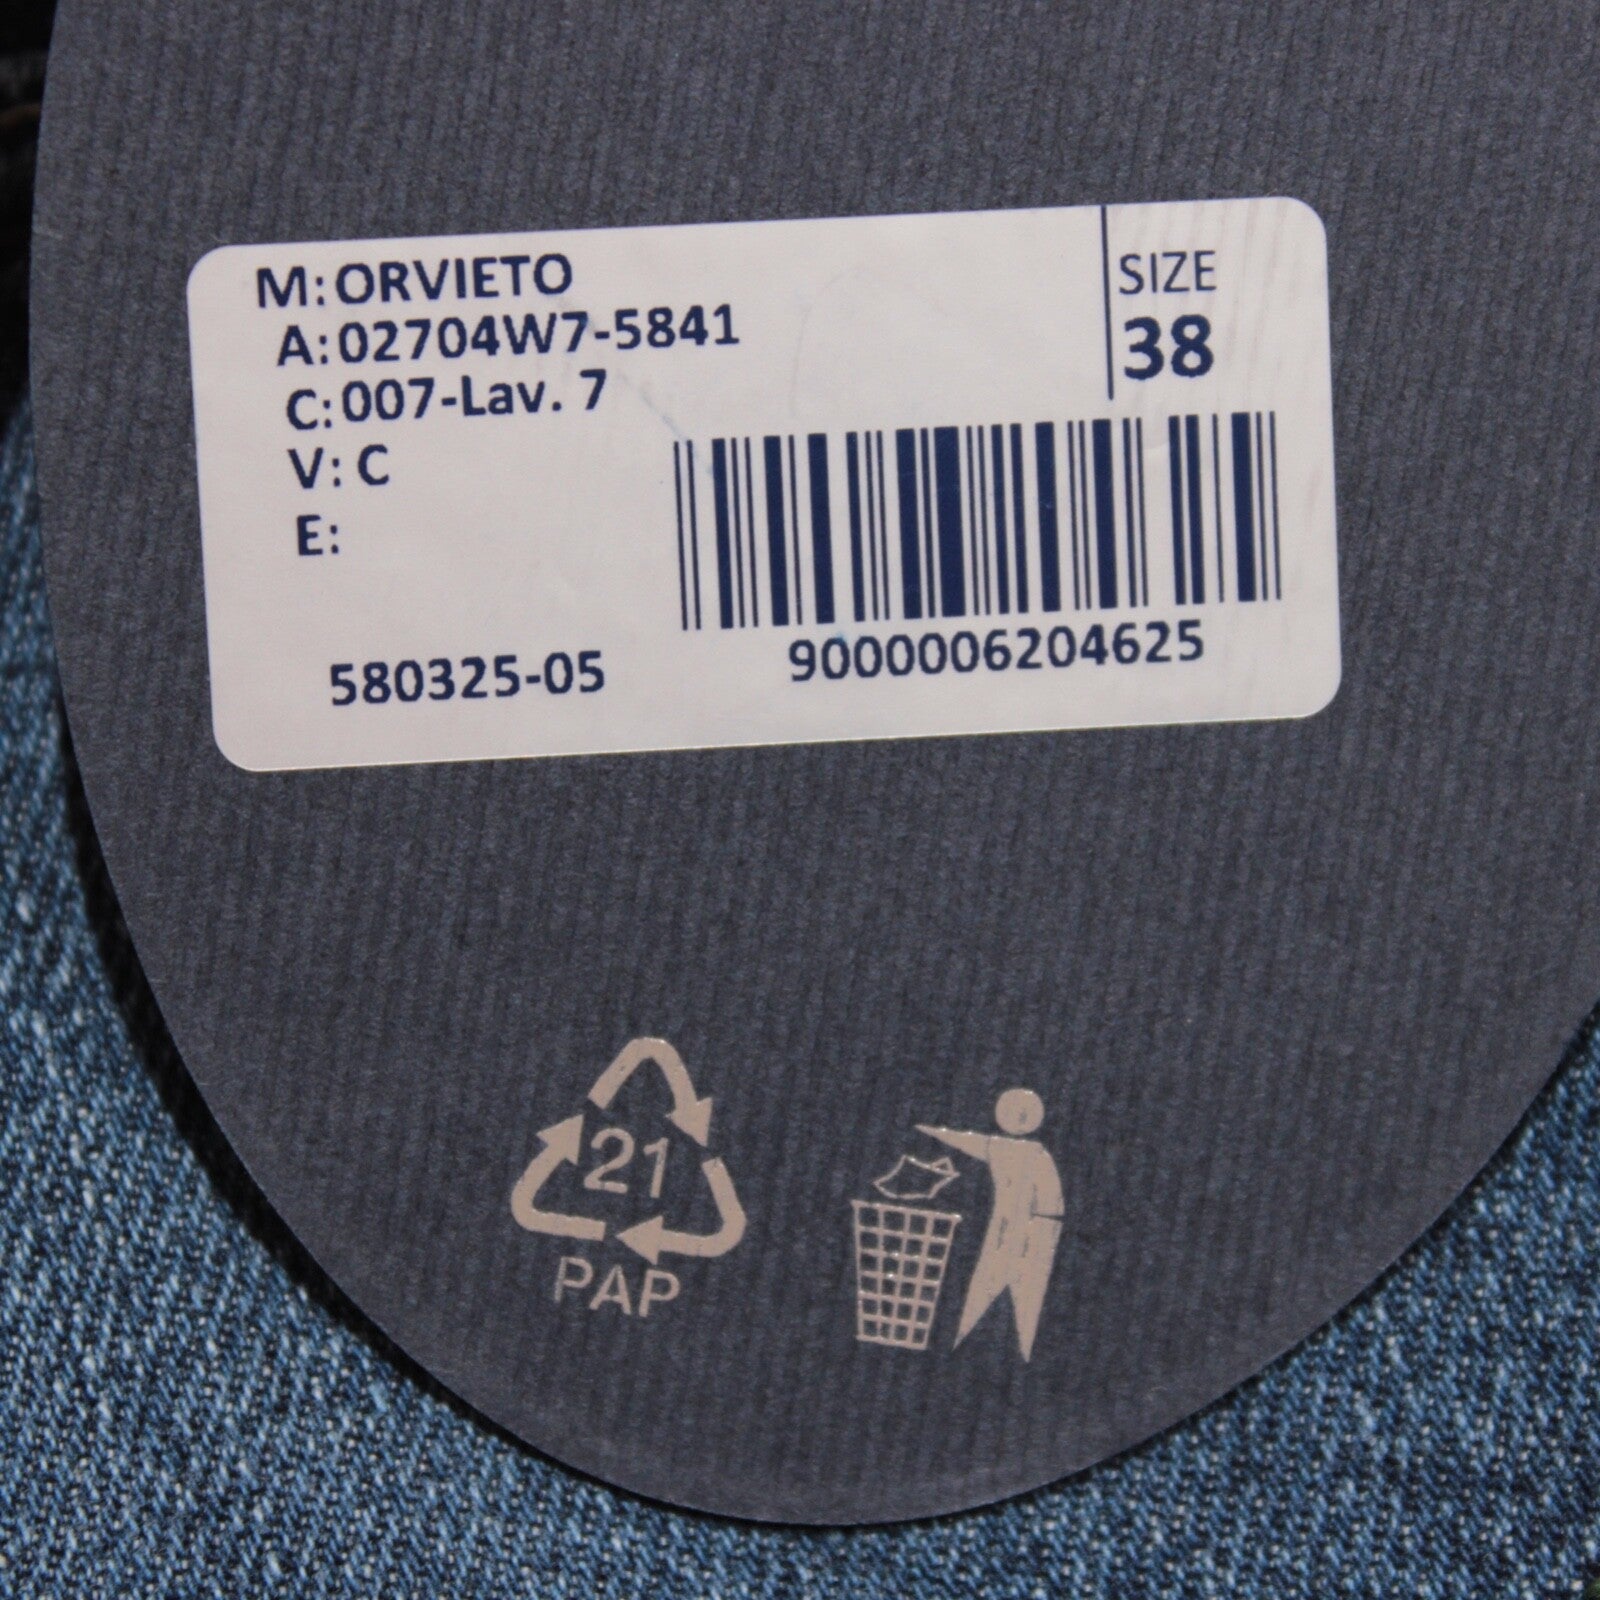 M: ORVIETO
A: 02704W7-5841
C: 007-Lav. 7
V: C
E:
SIZE
38
580325-05
9000006204625
21
PAP